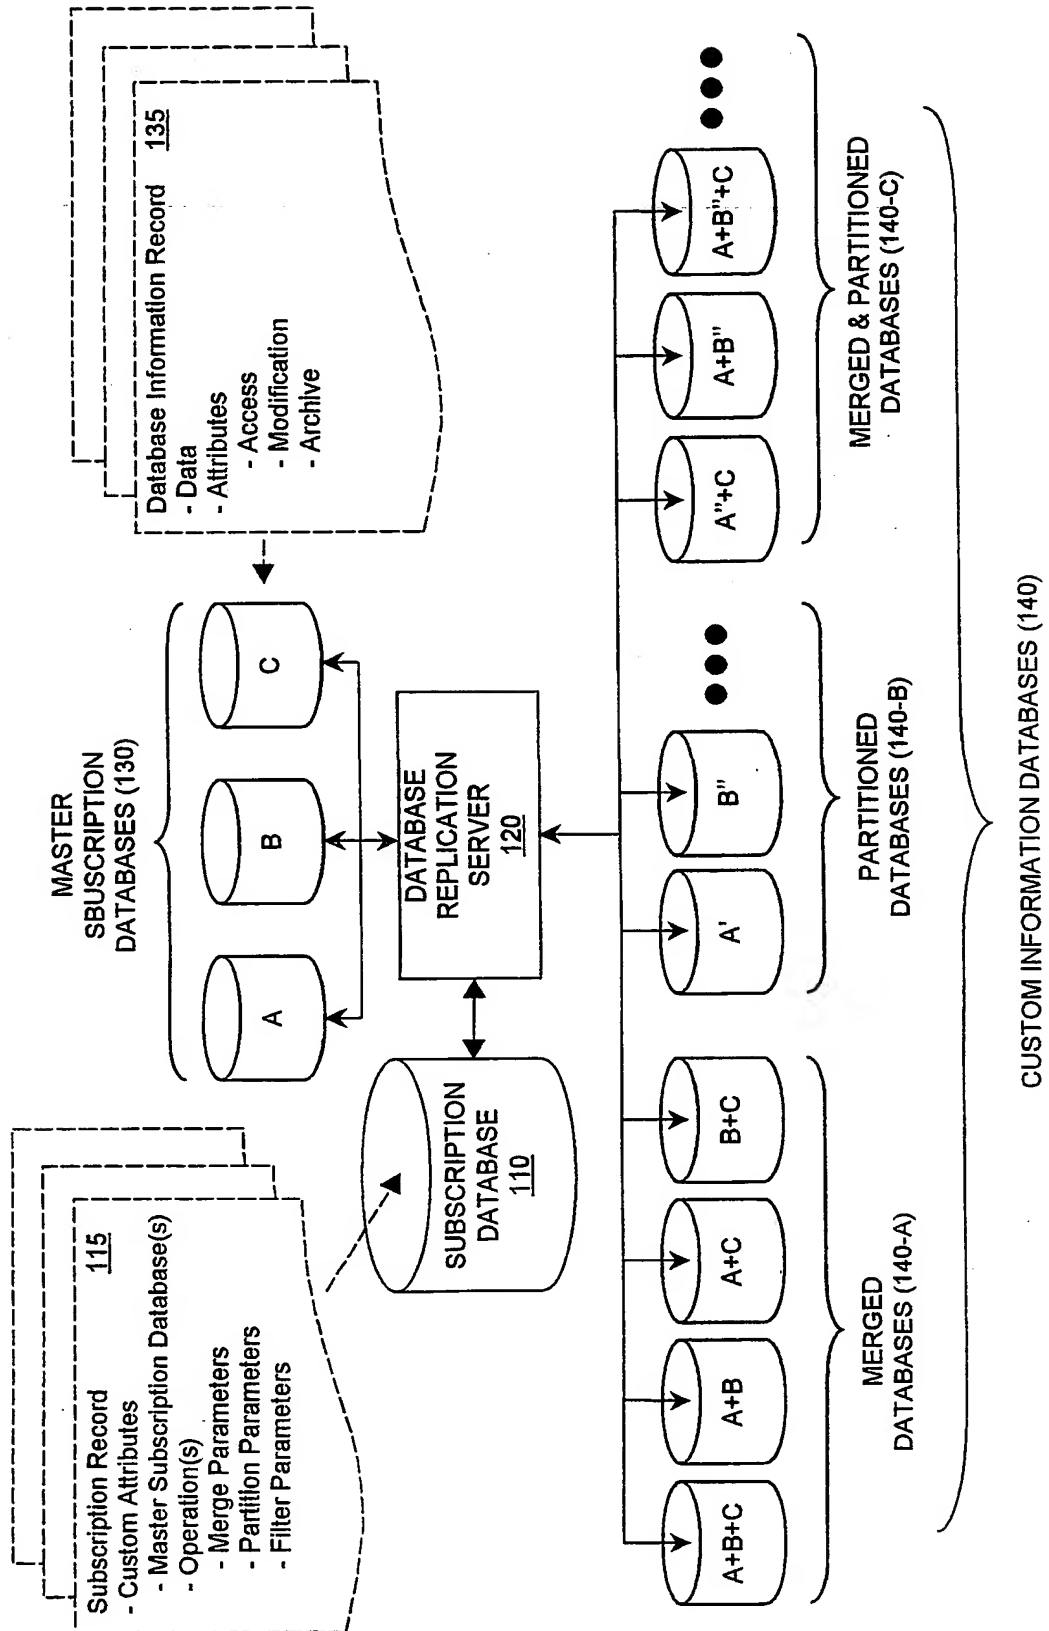 Subscription Record 115
- Custom Attributes
- Master Subscription Database(s)
- Operation(s)
- Merge Parameters
- Partition Parameters
- Filter Parameters
MASTER
SBUSCRIPTION
DATABASES (130)
A
B
C
Database Information Record 135
- Data
- Attributes
- Access
- Modification
- Archive
SUBSCRIPTION
DATABASE
110
DATABASE
REPLICATION
SERVER
120
A+B+C
A+B
A+C
B+C
A'
B"
A"+C
A+B"
A+B"+C
MERGED
DATABASES (140-A)
PARTITIONED
DATABASES (140-B)
MERGED & PARTITIONED
DATABASES (140-C)
CUSTOM INFORMATION DATABASES (140)